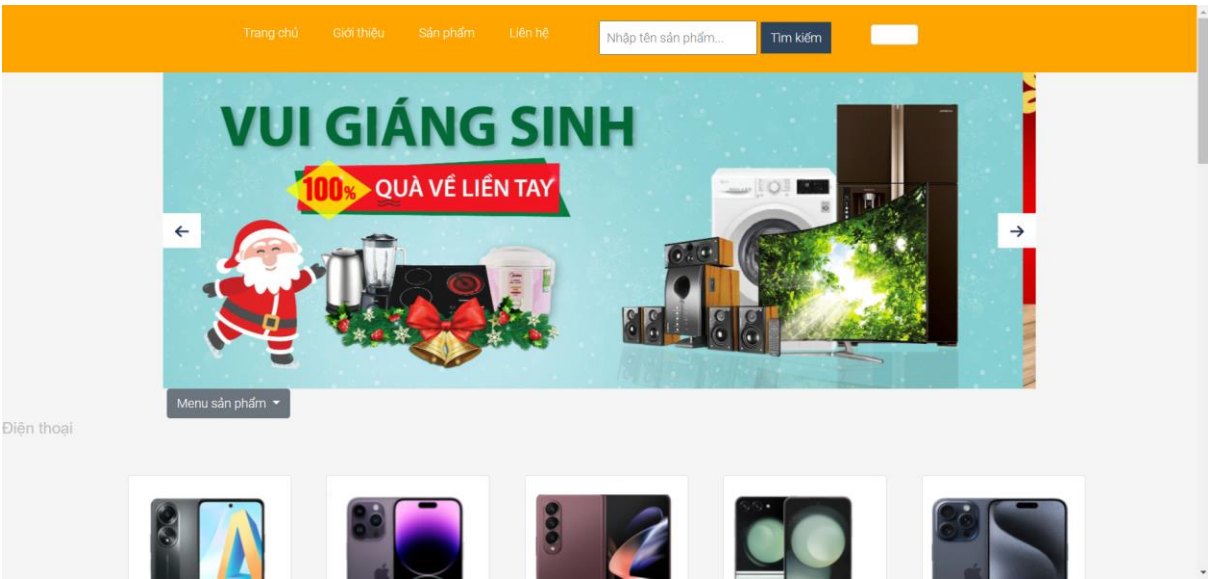 Trang chủ
Giới thiệu
Sản phẩm
Liên hệ
Nhập tên sản phẩm...
Tìm kiếm
VUI GIÁNG SINH
100% QUÀ VỀ LIỀN TAY
Menu sản phẩm
Điện thoại